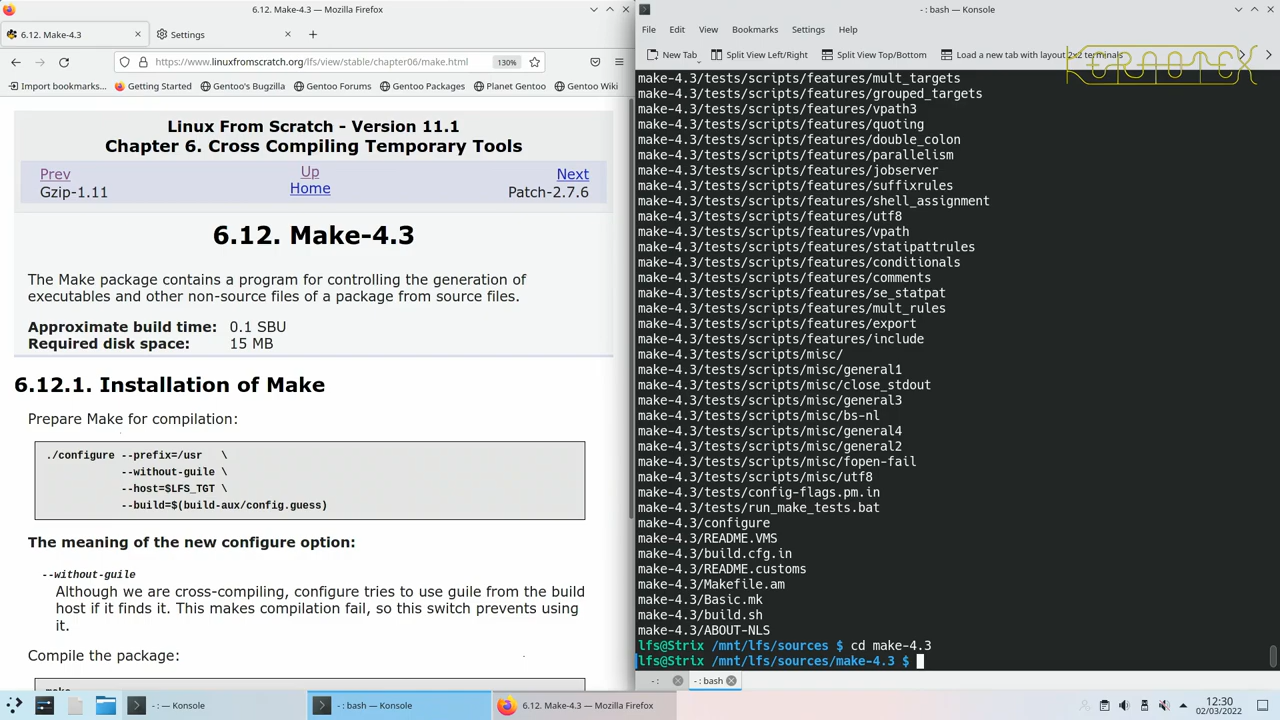 6.12. Make-4.3 — Mozilla Firefox
6.12. Make-4.3
Settings
https://www.linuxfromscratch.org/lfs/view/stable/chapter06/make.html
130%
Import bookmarks...
Getting Started
Gentoo's Bugzilla
Gentoo Forums
Gentoo Packages
Planet Gentoo
Gentoo Wiki
Linux From Scratch - Version 11.1
Chapter 6. Cross Compiling Temporary Tools
Prev
Up
Next
Gzip-1.11
Home
Patch-2.7.6
6.12. Make-4.3
The Make package contains a program for controlling the generation of
executables and other non-source files of a package from source files.
Approximate build time: 0.1 SBU
Required disk space: 15 MB
6.12.1. Installation of Make
Prepare Make for compilation:
./configure --prefix=/usr \
--without-guile \
--host=$LFS_TGT \
--build=$(build-aux/config.guess)
The meaning of the new configure option:
--without-guile
Although we are cross-compiling, configure tries to use guile from the build
host if it finds it. This makes compilation fail, so this switch prevents using
it.
Compile the package:
make
- : bash — Konsole
File Edit View Bookmarks Settings Help
New Tab
Split View Left/Right
Split View Top/Bottom
Load a new tab with layout 2x2 terminals
KERNOTEX
make-4.3/tests/scripts/features/mult_targets
make-4.3/tests/scripts/features/grouped_targets
make-4.3/tests/scripts/features/vpath3
make-4.3/tests/scripts/features/quoting
make-4.3/tests/scripts/features/double_colon
make-4.3/tests/scripts/features/parallelism
make-4.3/tests/scripts/features/jobserver
make-4.3/tests/scripts/features/suffixrules
make-4.3/tests/scripts/features/shell_assignment
make-4.3/tests/scripts/features/utf8
make-4.3/tests/scripts/features/vpath
make-4.3/tests/scripts/features/statipattrules
make-4.3/tests/scripts/features/conditionals
make-4.3/tests/scripts/features/comments
make-4.3/tests/scripts/features/se_statpat
make-4.3/tests/scripts/features/mult_rules
make-4.3/tests/scripts/features/export
make-4.3/tests/scripts/features/include
make-4.3/tests/scripts/misc/
make-4.3/tests/scripts/misc/general1
make-4.3/tests/scripts/misc/close_stdout
make-4.3/tests/scripts/misc/general3
make-4.3/tests/scripts/misc/bs-nl
make-4.3/tests/scripts/misc/general4
make-4.3/tests/scripts/misc/general2
make-4.3/tests/scripts/misc/fopen-fail
make-4.3/tests/scripts/misc/utf8
make-4.3/tests/config-flags.pm.in
make-4.3/tests/run_make_tests.bat
make-4.3/configure
make-4.3/README.VMS
make-4.3/build.cfg.in
make-4.3/README.customs
make-4.3/Makefile.am
make-4.3/Basic.mk
make-4.3/build.sh
make-4.3/ABOUT-NLS
lfs@Strix /mnt/lfs/sources $ cd make-4.3
lfs@Strix /mnt/lfs/sources/make-4.3 $
- :
- : bash
- : — Konsole
- : bash — Konsole
6.12. Make-4.3 — Mozilla Firefox
12:30
02/03/2022